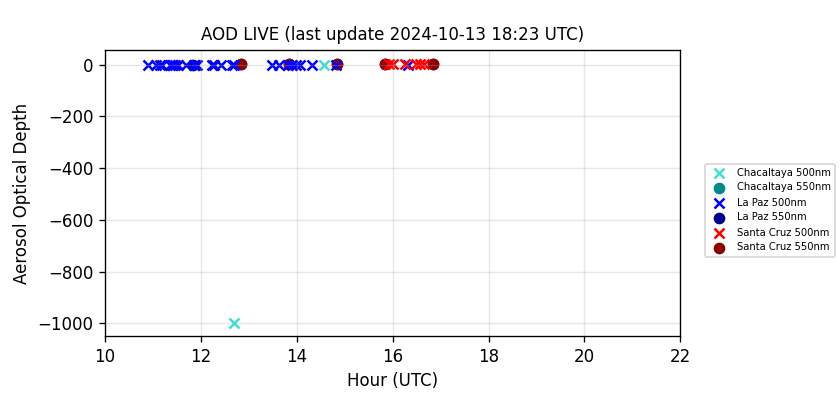 AOD LIVE (last update 2024-10-13 18:23 UTC)
Aerosol Optical Depth
0
−200
−400
−600
−800
−1000
10 12 14 16 18 20 22
Hour (UTC)
Chacaltaya 500nm
Chacaltaya 550nm
La Paz 500nm
La Paz 550nm
Santa Cruz 500nm
Santa Cruz 550nm